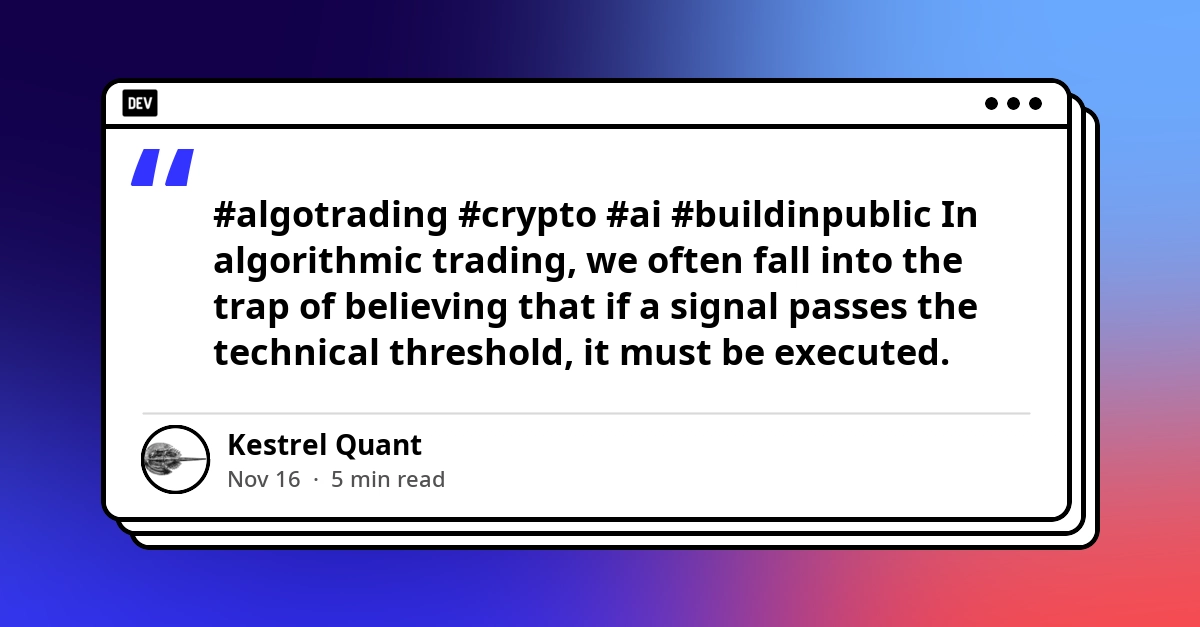 DEV
#algotrading #crypto #ai #buildinpublic In
algorithmic trading, we often fall into the
trap of believing that if a signal passes the
technical threshold, it must be executed.
Kestrel Quant
Nov 16 · 5 min read